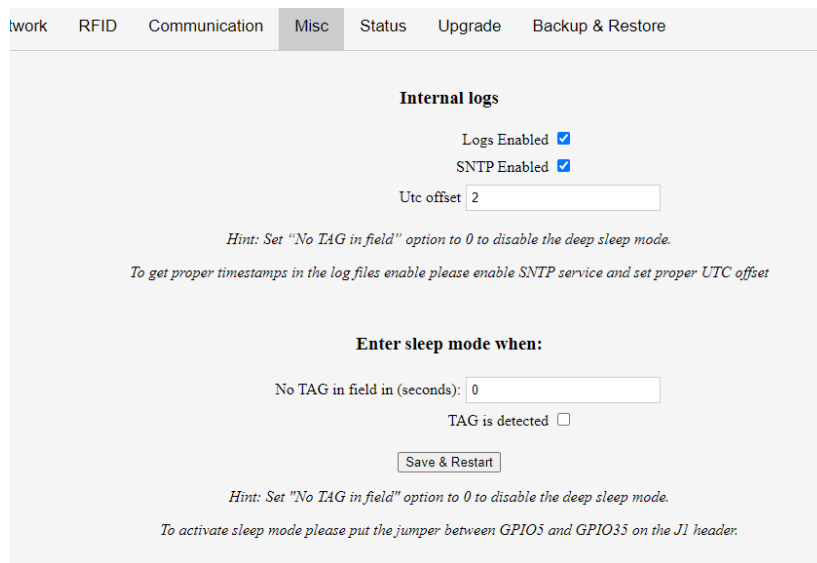 twork RFID Communication Misc Status Upgrade Backup & Restore
Internal logs
Logs Enabled
SNTP Enabled
Utc offset 2
Hint: Set “No TAG in field” option to 0 to disable the deep sleep mode.
To get proper timestamps in the log files enable please enable SNTP service and set proper UTC offset
Enter sleep mode when:
No TAG in field in (seconds): 0
TAG is detected
Save & Restart
Hint: Set "No TAG in field" option to 0 to disable the deep sleep mode.
To activate sleep mode please put the jumper between GPIO5 and GPIO35 on the J1 header.